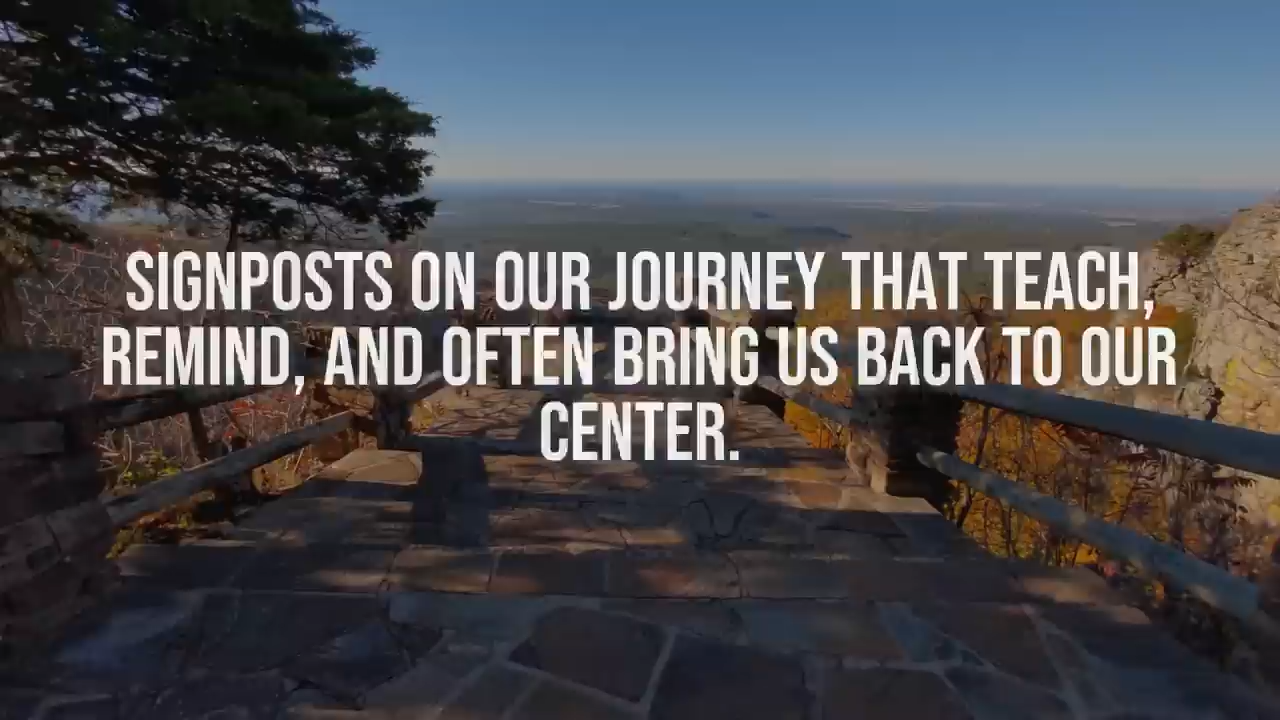 SIGNPOSTS ON OUR JOURNEY THAT TEACH,
REMIND, AND OFTEN BRING US BACK TO OUR
CENTER.